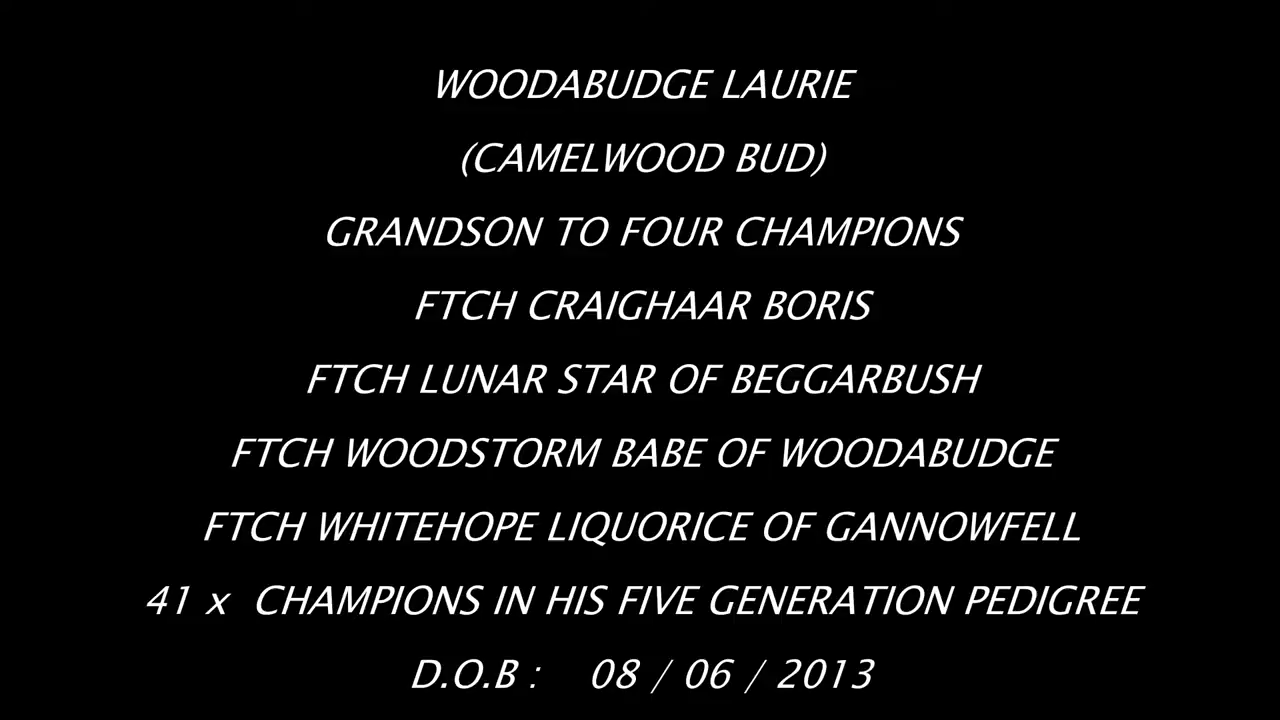 WOODABUDGE LAURIE
(CAMELWOOD BUD)
GRANDSON TO FOUR CHAMPIONS
FTCH CRAIGHAAR BORIS
FTCH LUNAR STAR OF BEGGARBUSH
FTCH WOODSTORM BABE OF WOODABUDGE
FTCH WHITEHOPE LIQUORICE OF GANNOWFELL
41 x  CHAMPIONS IN HIS FIVE GENERATION PEDIGREE
D.O.B :    08 / 06 / 2013